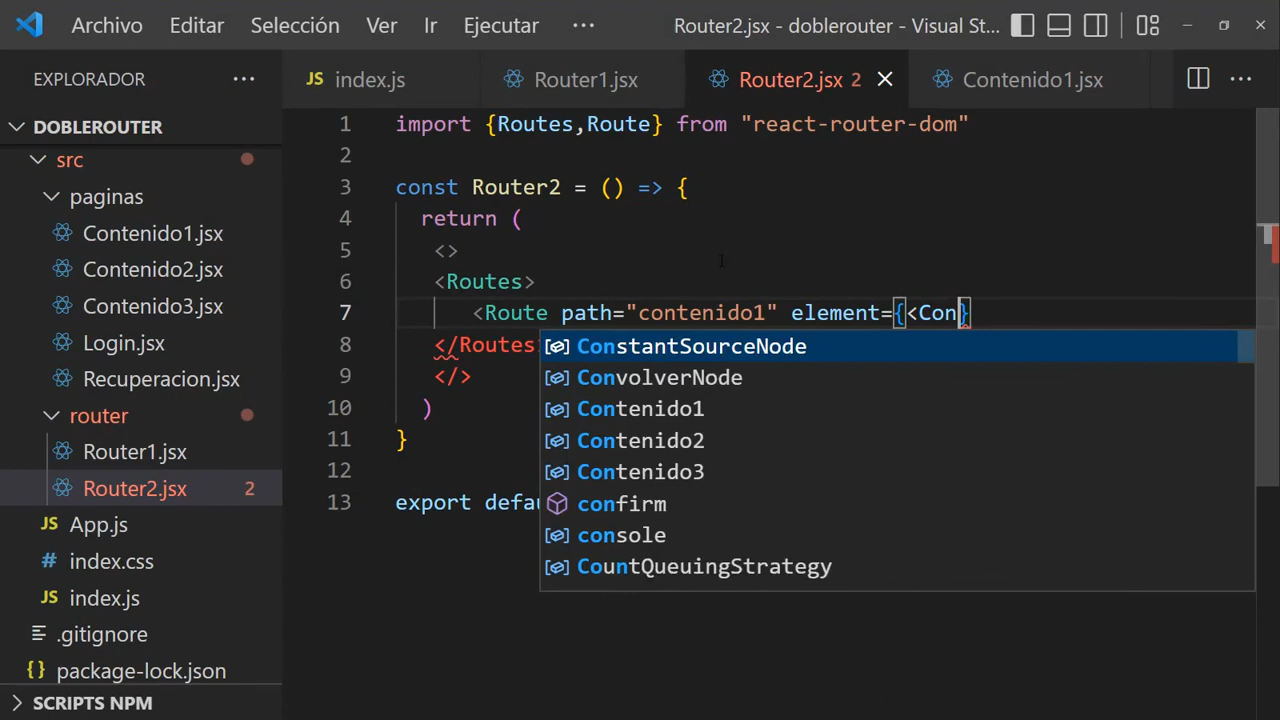 Archivo Editar Selección Ver Ir Ejecutar ··· Router2.jsx - doblerouter - Visual St...
EXPLORADOR ···
JS index.js Router1.jsx Router2.jsx 2 Contenido1.jsx ···
DOBLEROUTER
src
paginas
Contenido1.jsx
Contenido2.jsx
Contenido3.jsx
Login.jsx
Recuperacion.jsx
router
Router1.jsx
Router2.jsx 2
JS App.js
# index.css
JS index.js
.gitignore
{} package-lock.json
SCRIPTS NPM
1 import {Routes,Route} from "react-router-dom"
2
3 const Router2 = () => {
4 return (
5 <>
6 <Routes>
7 <Route path="contenido1" element={<Con}
8 </Routes
9 </>
10 )
11 }
12
13 export defau
ConstantSourceNode
ConvolverNode
Contenido1
Contenido2
Contenido3
confirm
console
CountQueuingStrategy